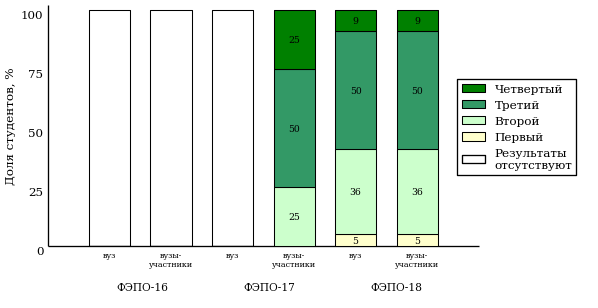 100
75
50
25
0
Доля студентов, %
25
50
25
9
50
36
5
9
50
36
5
вуз
вузы-
участники
вуз
вузы-
участники
вуз
вузы-
участники
ФЭПО-16
ФЭПО-17
ФЭПО-18
Четвертый
Третий
Второй
Первый
Результаты
отсутствуют